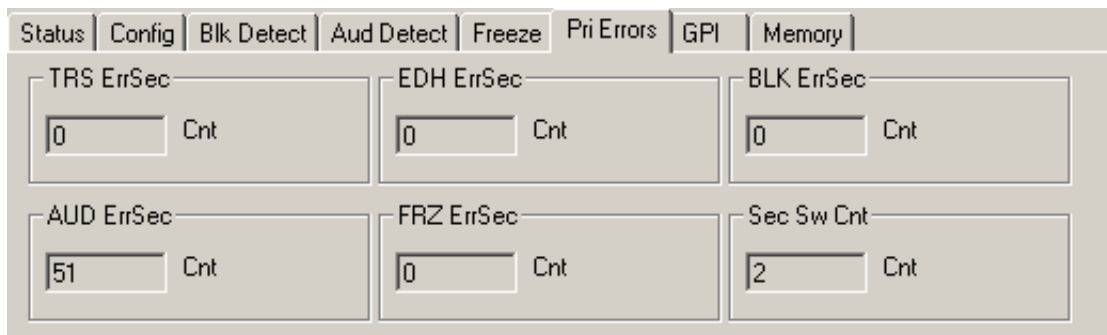 Status Config Blk Detect Aud Detect Freeze Pri Errors GPI Memory
TRS ErrSec EDH ErrSec BLK ErrSec
0 Cnt 0 Cnt 0 Cnt
AUD ErrSec FRZ ErrSec Sec Sw Cnt
51 Cnt 0 Cnt 2 Cnt